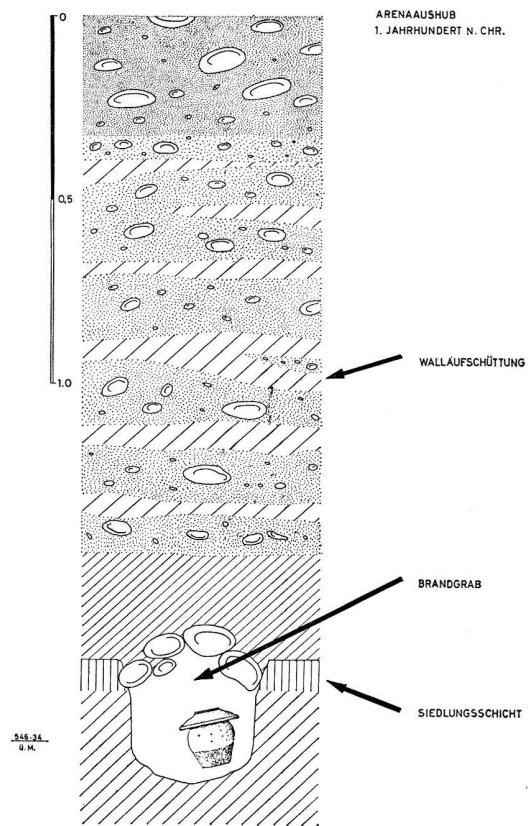 ARENAAUSHUB
1. JAHRHUNDERT N. CHR.
0
0,5
1.0
WALLAUFSCHÜTTUNG
BRANDGRAB
SIEDLUNGSSCHICHT
546·34
Ü.M.